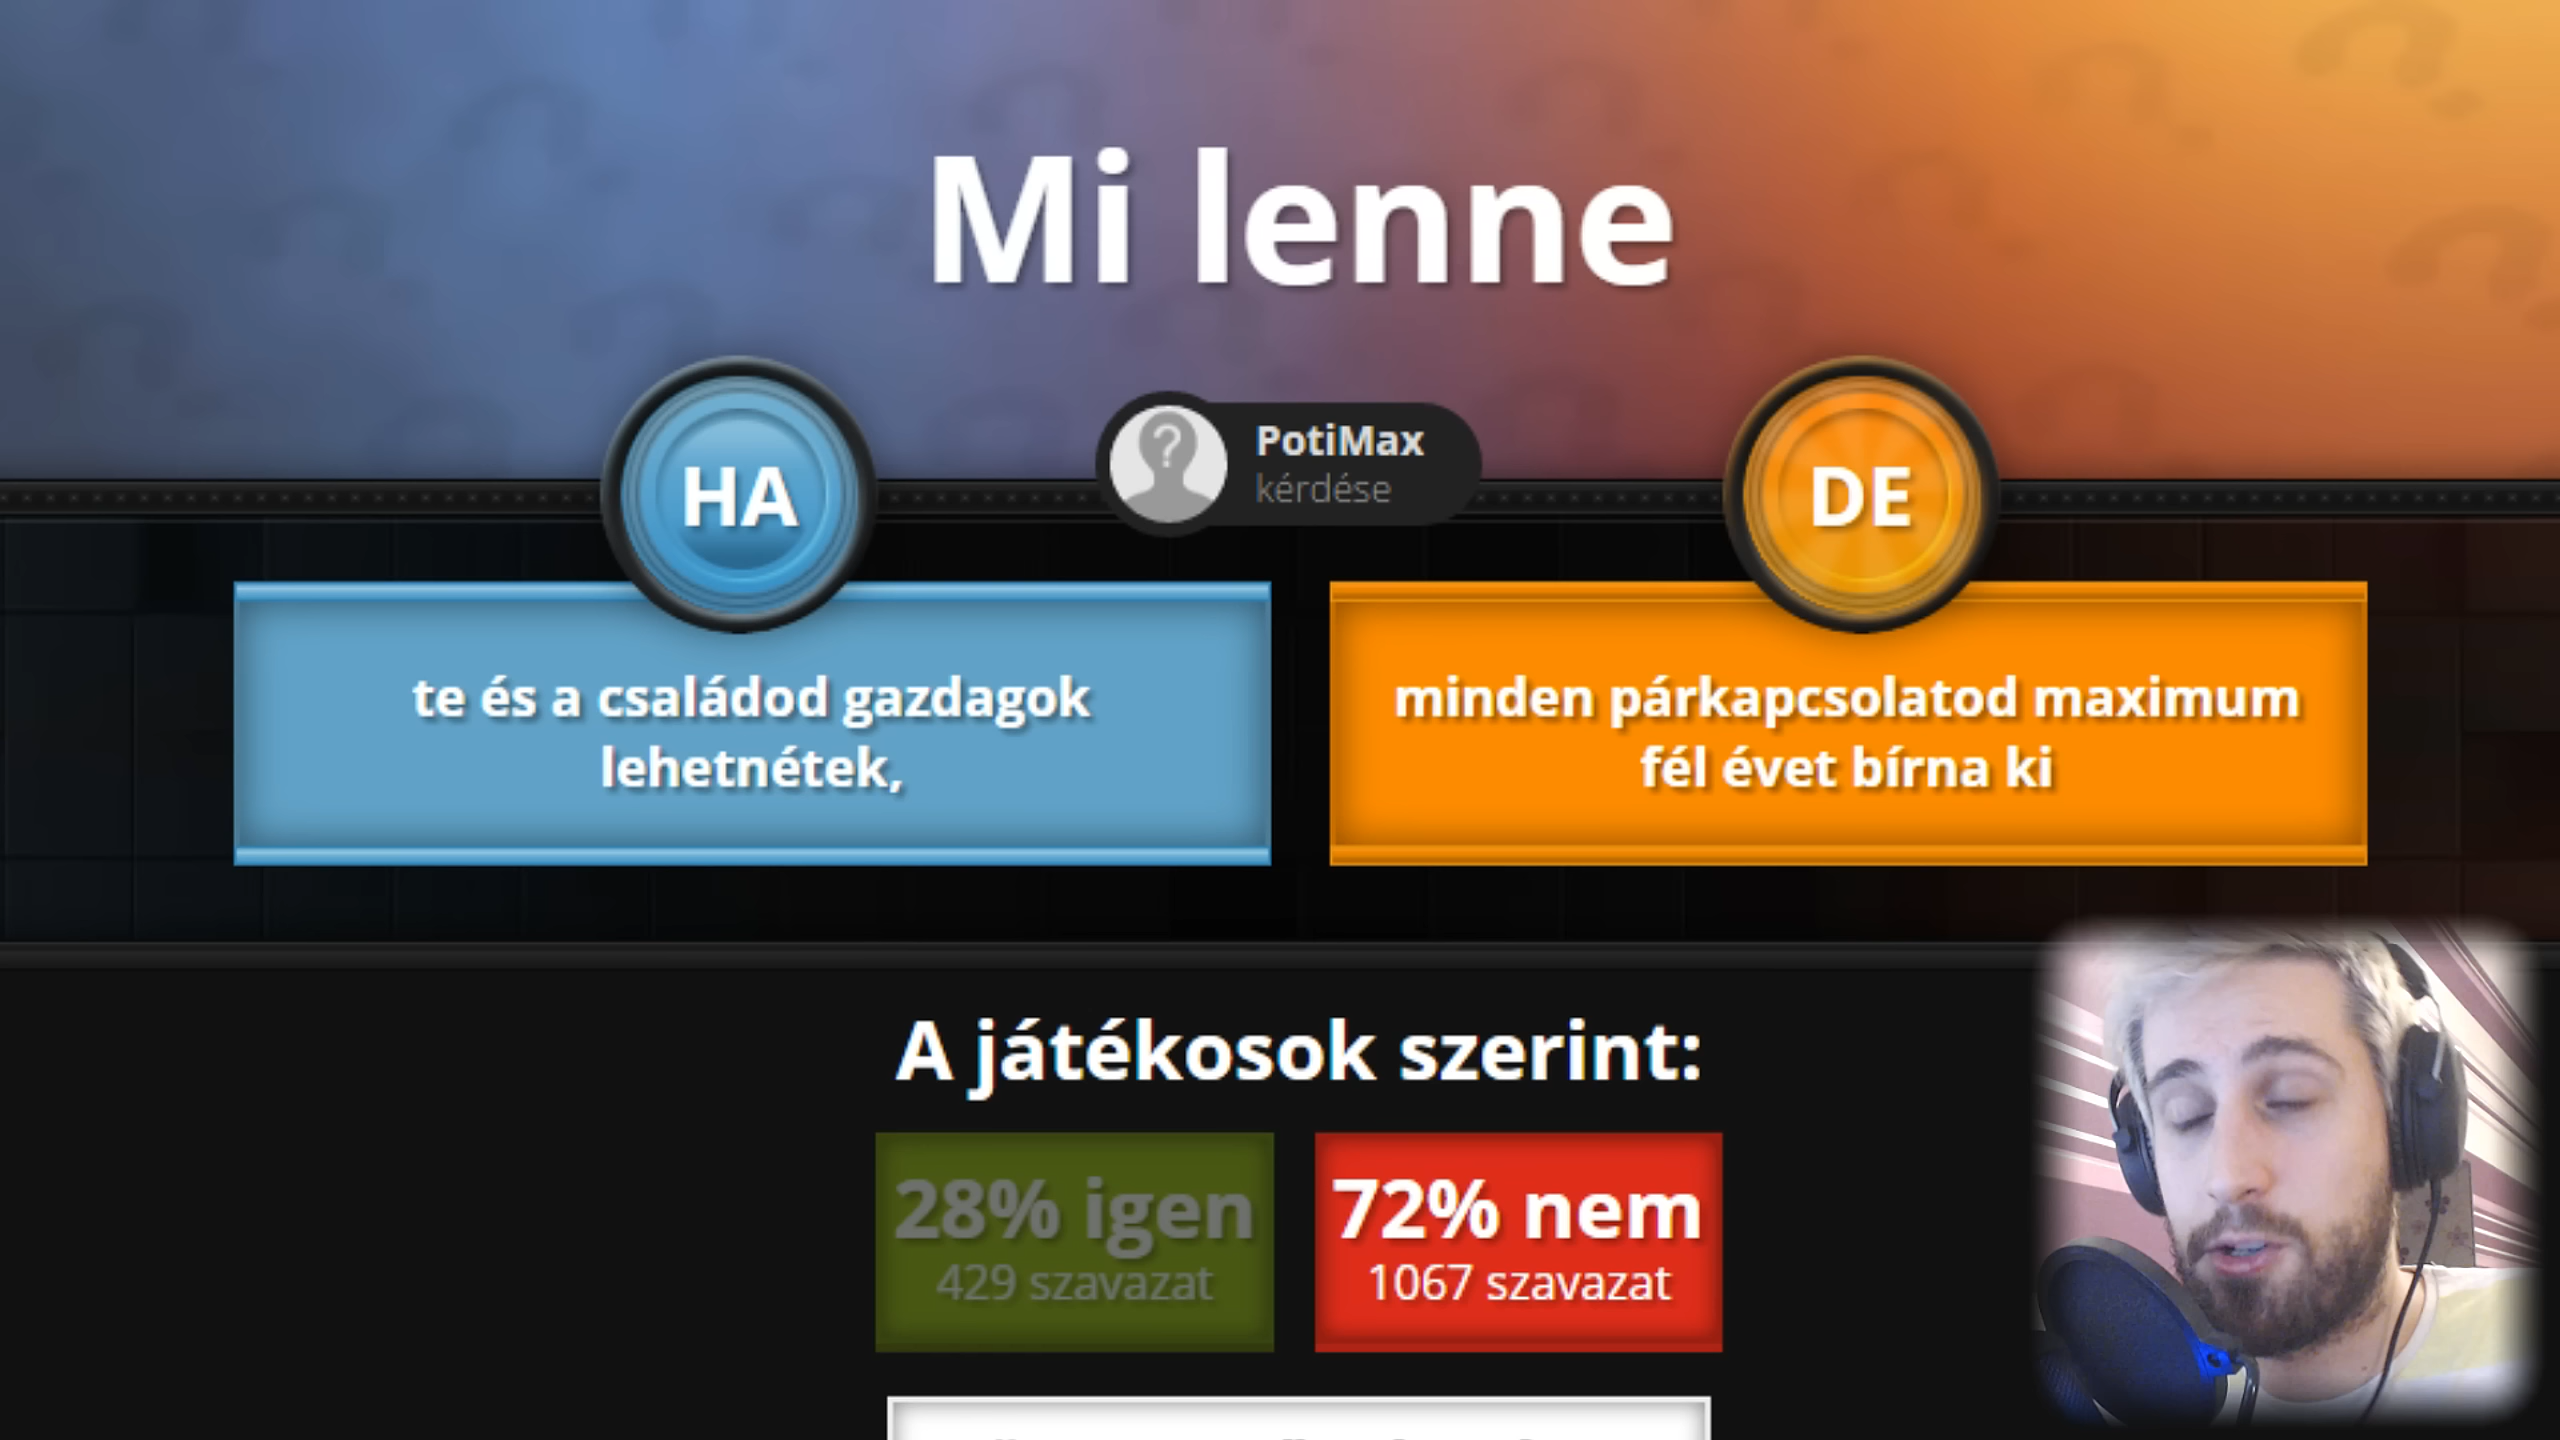 Mi lenne
HA
PotiMax
kérdése
DE
te és a családod gazdagok
lehetnétek,
minden párkapcsolatod maximum
fél évet bírna ki
A játékosok szerint:
28% igen
429 szavazat
72% nem
1067 szavazat